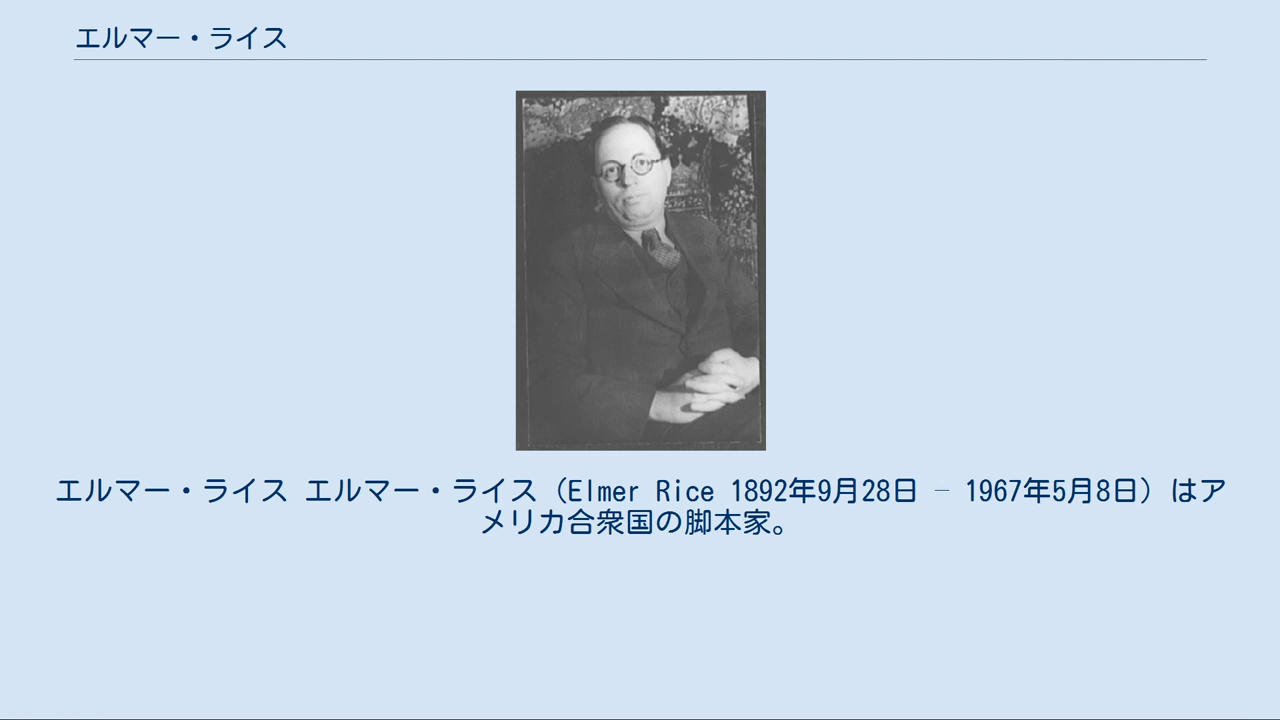 エルマー・ライス
エルマー・ライス エルマー・ライス（Elmer Rice 1892年9月28日 – 1967年5月8日）はア
メリカ合衆国の脚本家。